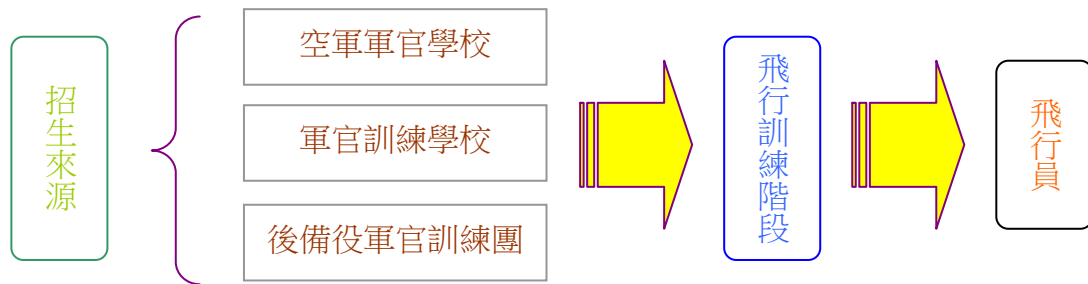 招生來源
空軍軍官學校
軍官訓練學校
後備役軍官訓練團
飛行訓練階段
飛行員